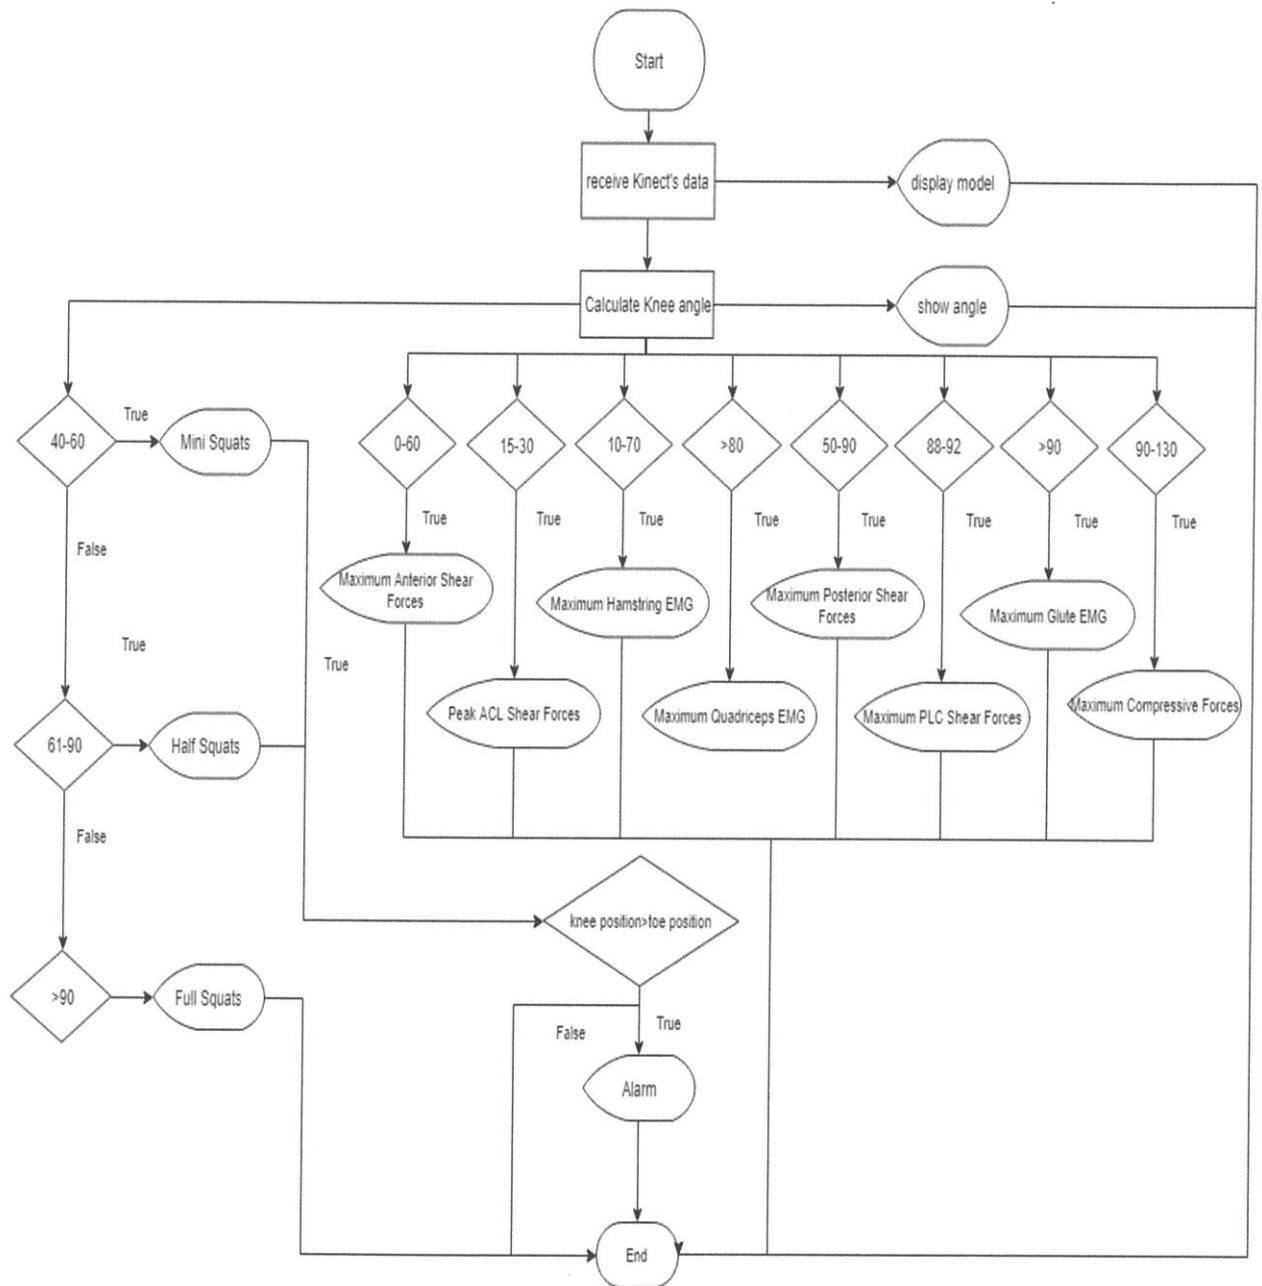 Start
receive Kinect's data
display model
Calculate Knee angle
show angle
40-60
True
Mini Squats
0-60
15-30
10-70
>80
50-90
88-92
>90
90-130
False
True
True
True
True
True
True
True
True
Maximum Anterior Shear
Forces
Maximum Hamstring EMG
Maximum Posterior Shear
Forces
Maximum Glute EMG
True
True
Peak ACL Shear Forces
Maximum Quadriceps EMG
Maximum PLC Shear Forces
Maximum Compressive Forces
61-90
Half Squats
False
knee position>toe position
>90
Full Squats
False
True
Alarm
End